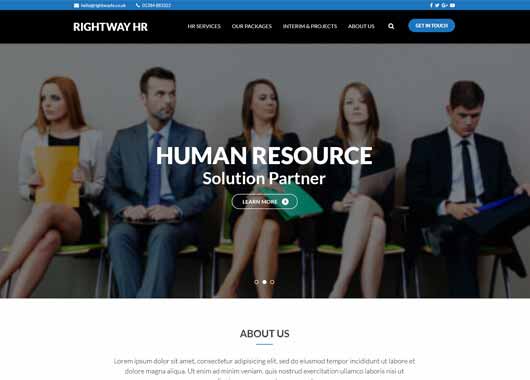 hello@rightwayhr.co.uk 01384 883322
RIGHTWAY HR HR SERVICES OUR PACKAGES INTERIM & PROJECTS ABOUT US GET IN TOUCH
HUMAN RESOURCE
Solution Partner
LEARN MORE
ABOUT US
Lorem ipsum dolor sit amet, consectetur adipisicing elit, sed do eiusmod tempor incididunt ut labore et
dolore magna aliqua. Ut enim ad minim veniam, quis nostrud exercitation ullamco laboris nisi ut